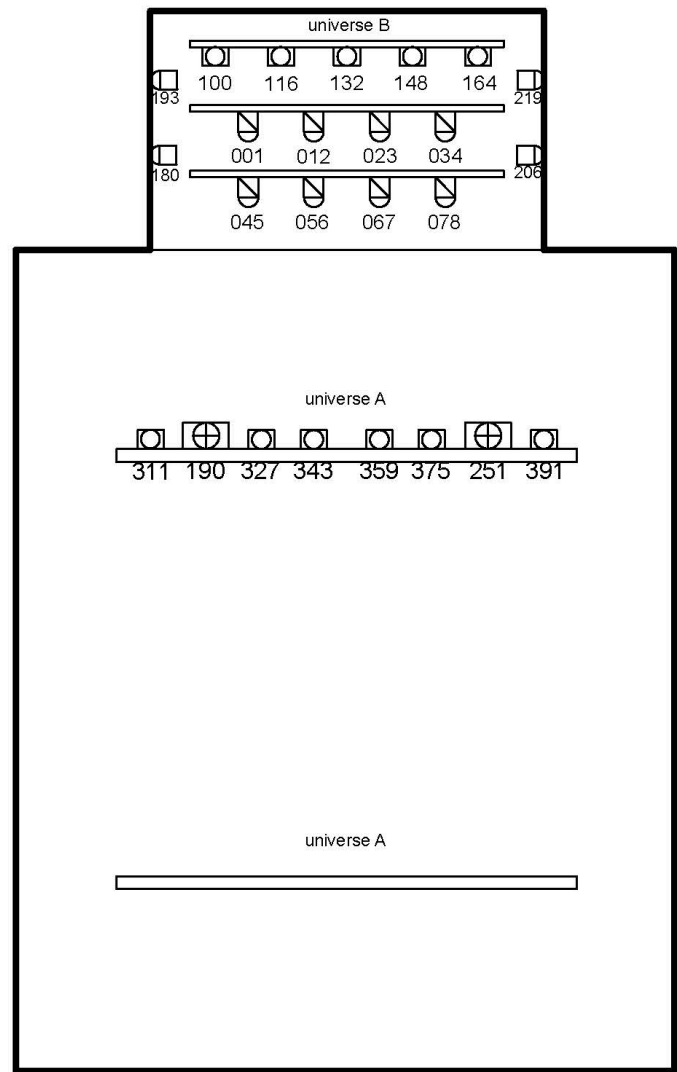 universe B
100 116 132 148 164
193 219
001 012 023 034
180 206
045 056 067 078
universe A
311 190 327 343 359 375 251 391
universe A